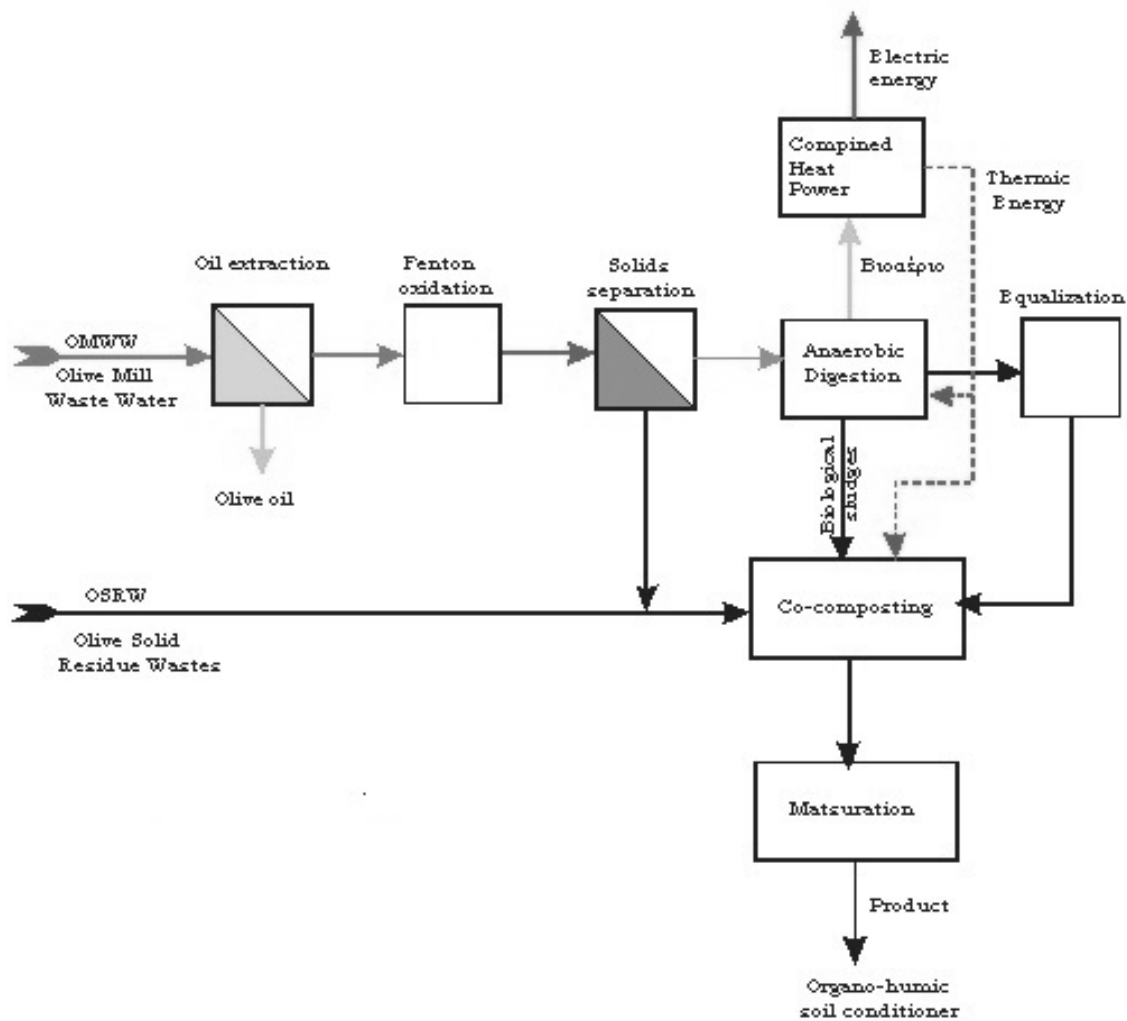 Electric
energy
Compined
Heat
Power
Thermic
Energy
Oil extraction
Fenton
oxidation
Solids
separation
Βιοαέριο
Equalization
OMWW
Olive Mill
Waste Water
Anaerobic
Digestion
Olive oil
Biological
sludges
OSRW
Olive Solid
Residue Wastes
Co-composting
Matsuration
Product
Organo-humic
soil conditioner